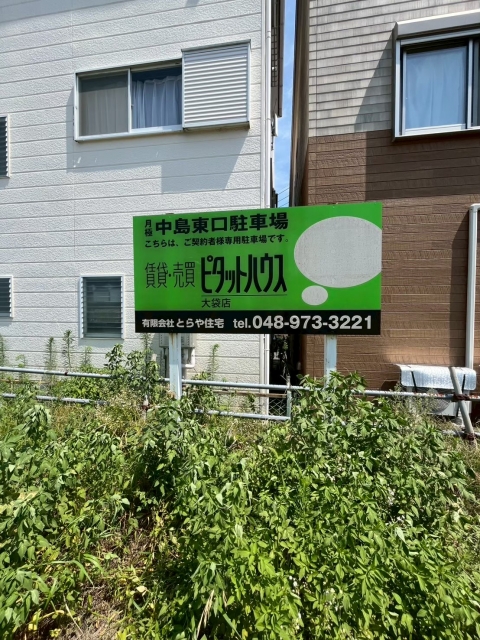 月極 中島東口駐車場
こちらは、ご契約者様専用駐車場です。
賃貸・売買 ピタットハウス
大袋店
有限会社とらや住宅 tel.048-973-3221